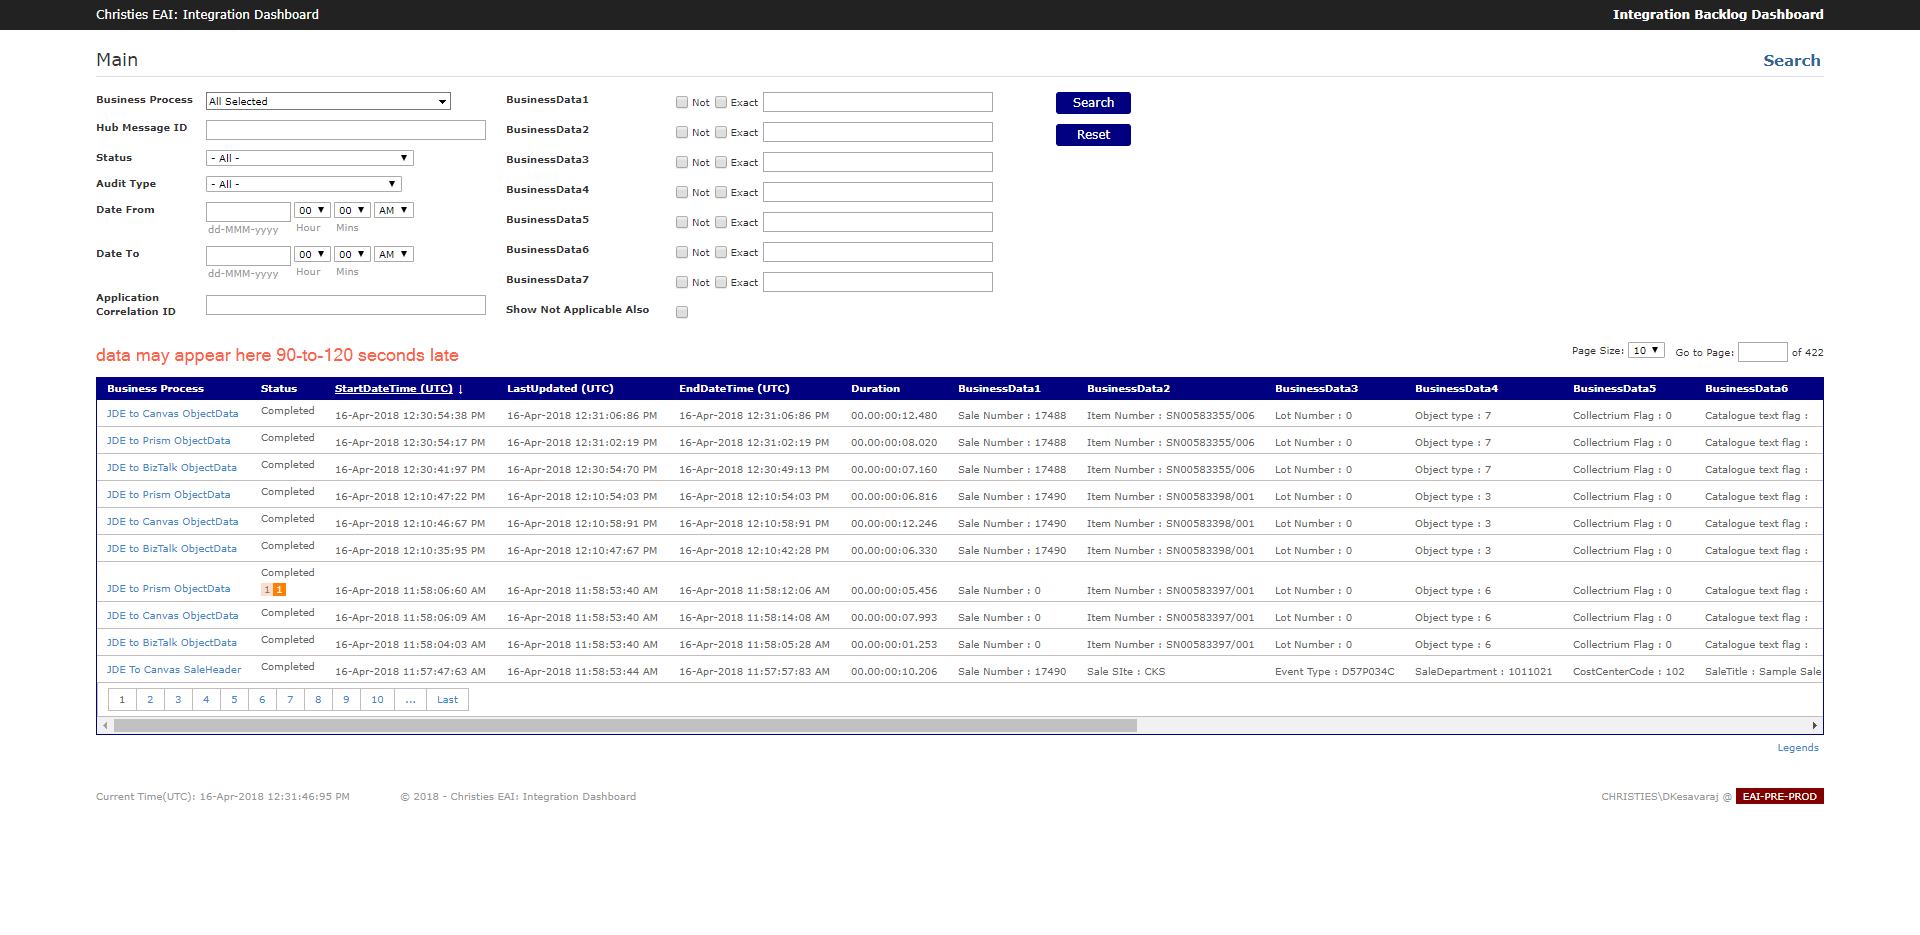 Christies EAI: Integration Dashboard Integration Backlog Dashboard
Main Search
Business Process All Selected
Hub Message ID
Status - All -
Audit Type - All -
Date From 00 00 AM
dd-MMM-yyyy Hour Mins
Date To 00 00 AM
dd-MMM-yyyy Hour Mins
Application
Correlation ID
BusinessData1 Not Exact
BusinessData2 Not Exact
BusinessData3 Not Exact
BusinessData4 Not Exact
BusinessData5 Not Exact
BusinessData6 Not Exact
BusinessData7 Not Exact
Show Not Applicable Also
Search
Reset
data may appear here 90-to-120 seconds late
Page Size: 10 Go to Page: of 422
Business Process Status StartDateTime (UTC) ↓ LastUpdated (UTC) EndDateTime (UTC) Duration BusinessData1 BusinessData2 BusinessData3 BusinessData4 BusinessData5 BusinessData6
JDE to Canvas ObjectData Completed 16-Apr-2018 12:30:54:38 PM 16-Apr-2018 12:31:06:86 PM 16-Apr-2018 12:31:06:86 PM 00.00:00:12.480 Sale Number : 17488 Item Number : SN00583355/006 Lot Number : 0 Object type : 7 Collectrium Flag : 0 Catalogue text flag :
JDE to Prism ObjectData Completed 16-Apr-2018 12:30:54:17 PM 16-Apr-2018 12:31:02:19 PM 16-Apr-2018 12:31:02:19 PM 00.00:00:08.020 Sale Number : 17488 Item Number : SN00583355/006 Lot Number : 0 Object type : 7 Collectrium Flag : 0 Catalogue text flag :
JDE to BizTalk ObjectData Completed 16-Apr-2018 12:30:41:97 PM 16-Apr-2018 12:30:54:70 PM 16-Apr-2018 12:30:49:13 PM 00.00:00:07.160 Sale Number : 17488 Item Number : SN00583355/006 Lot Number : 0 Object type : 7 Collectrium Flag : 0 Catalogue text flag :
JDE to Prism ObjectData Completed 16-Apr-2018 12:10:47:22 PM 16-Apr-2018 12:10:54:03 PM 16-Apr-2018 12:10:54:03 PM 00.00:00:06.816 Sale Number : 17490 Item Number : SN00583398/001 Lot Number : 0 Object type : 3 Collectrium Flag : 0 Catalogue text flag :
JDE to Canvas ObjectData Completed 16-Apr-2018 12:10:46:67 PM 16-Apr-2018 12:10:58:91 PM 16-Apr-2018 12:10:58:91 PM 00.00:00:12.246 Sale Number : 17490 Item Number : SN00583398/001 Lot Number : 0 Object type : 3 Collectrium Flag : 0 Catalogue text flag :
JDE to BizTalk ObjectData Completed 16-Apr-2018 12:10:35:95 PM 16-Apr-2018 12:10:47:67 PM 16-Apr-2018 12:10:42:28 PM 00.00:00:06.330 Sale Number : 17490 Item Number : SN00583398/001 Lot Number : 0 Object type : 3 Collectrium Flag : 0 Catalogue text flag :
JDE to Prism ObjectData Completed 1 1 16-Apr-2018 11:58:06:60 AM 16-Apr-2018 11:58:53:40 AM 16-Apr-2018 11:58:12:06 AM 00.00:00:05.456 Sale Number : 0 Item Number : SN00583397/001 Lot Number : 0 Object type : 6 Collectrium Flag : 0 Catalogue text flag :
JDE to Canvas ObjectData Completed 16-Apr-2018 11:58:06:09 AM 16-Apr-2018 11:58:53:40 AM 16-Apr-2018 11:58:14:08 AM 00.00:00:07.993 Sale Number : 0 Item Number : SN00583397/001 Lot Number : 0 Object type : 6 Collectrium Flag : 0 Catalogue text flag :
JDE to BizTalk ObjectData Completed 16-Apr-2018 11:58:04:03 AM 16-Apr-2018 11:58:53:40 AM 16-Apr-2018 11:58:05:28 AM 00.00:00:01.253 Sale Number : 0 Item Number : SN00583397/001 Lot Number : 0 Object type : 6 Collectrium Flag : 0 Catalogue text flag :
JDE To Canvas SaleHeader Completed 16-Apr-2018 11:57:47:63 AM 16-Apr-2018 11:58:53:44 AM 16-Apr-2018 11:57:57:83 AM 00.00:00:10.206 Sale Number : 17490 Sale SIte : CKS Event Type : D57P034C SaleDepartment : 1011021 CostCenterCode : 102 SaleTitle : Sample Sale
1 2 3 4 5 6 7 8 9 10 ... Last
Legends
Current Time(UTC): 16-Apr-2018 12:31:46:95 PM © 2018 - Christies EAI: Integration Dashboard CHRISTIES\DKesavaraj @ EAI-PRE-PROD